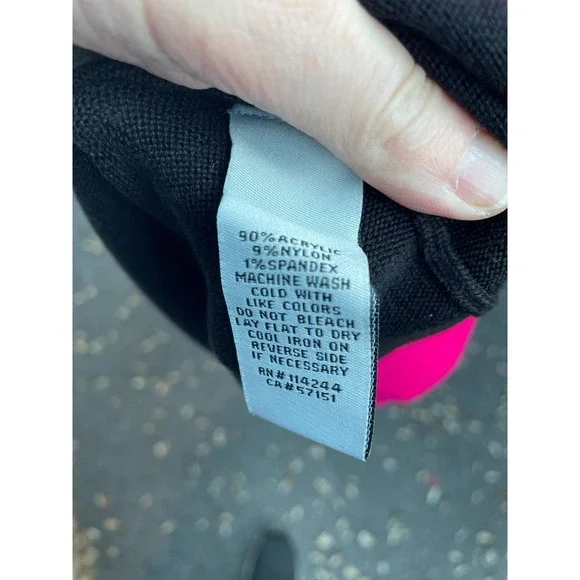 90%ACRYLIC
9%NYLON
1%SPANDEX
MACHINE WASH
COLD WITH
LIKE COLORS
DO NOT BLEACH
LAY FLAT TO DRY
COOL IRON ON
REVERSE SIDE
IF NECESSARY
RN#114244
CA#57151